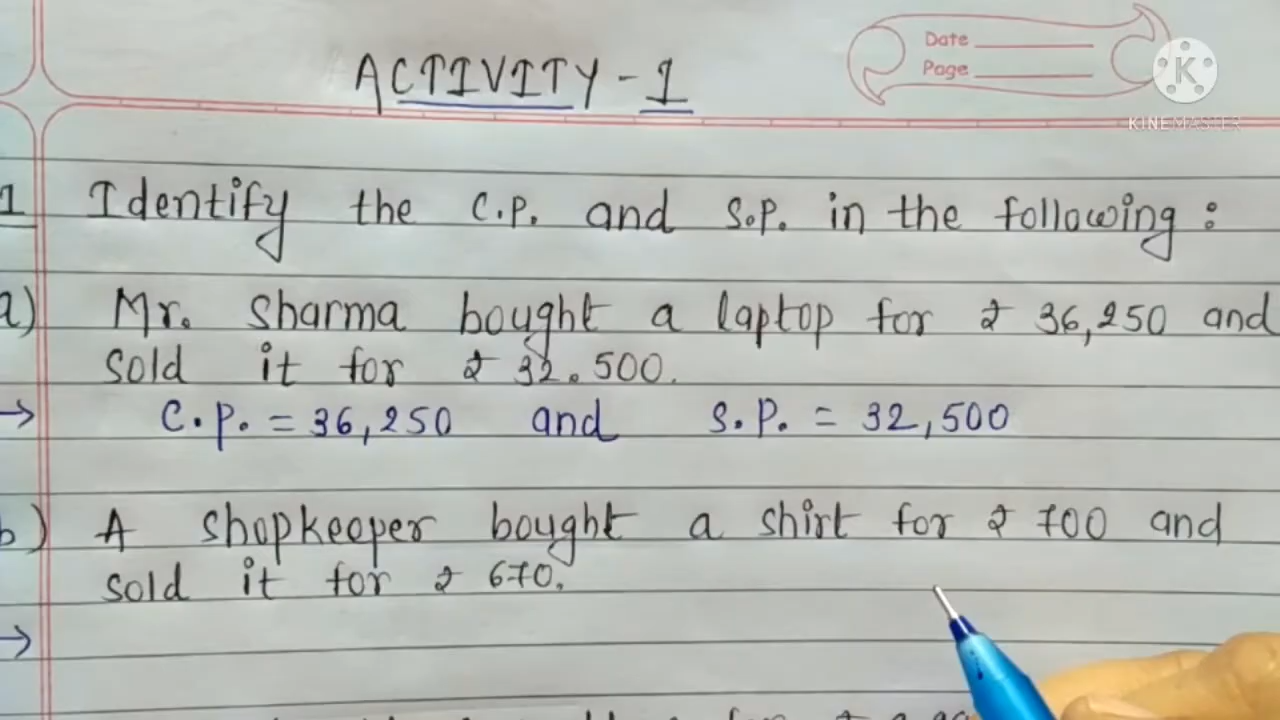 Date
Page
K
KINEMASTER
ACTIVITY - 1
1 Identify the C.P. and S.P. in the following :
a) Mr. Sharma bought a laptop for ₹ 36,250 and
sold it for ₹ 32.500.
→ C.P. = 36,250 and S.P. = 32,500
b) A shopkeeper bought a shirt for ₹ 700 and
sold it for ₹ 670.
→